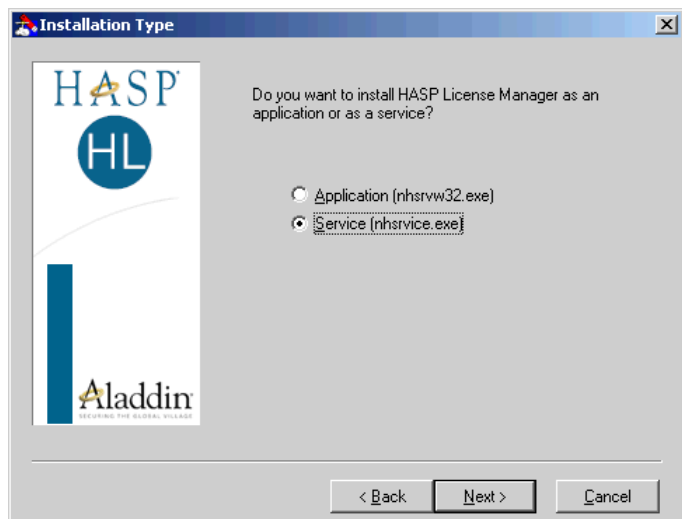 Installation Type
HASP
HL
Do you want to install HASP License Manager as an
application or as a service?
Application (nhsrvw32.exe)
Service (nhsrvice.exe)
Aladdin
SECURING THE GLOBAL VILLAGE
< Back
Next >
Cancel